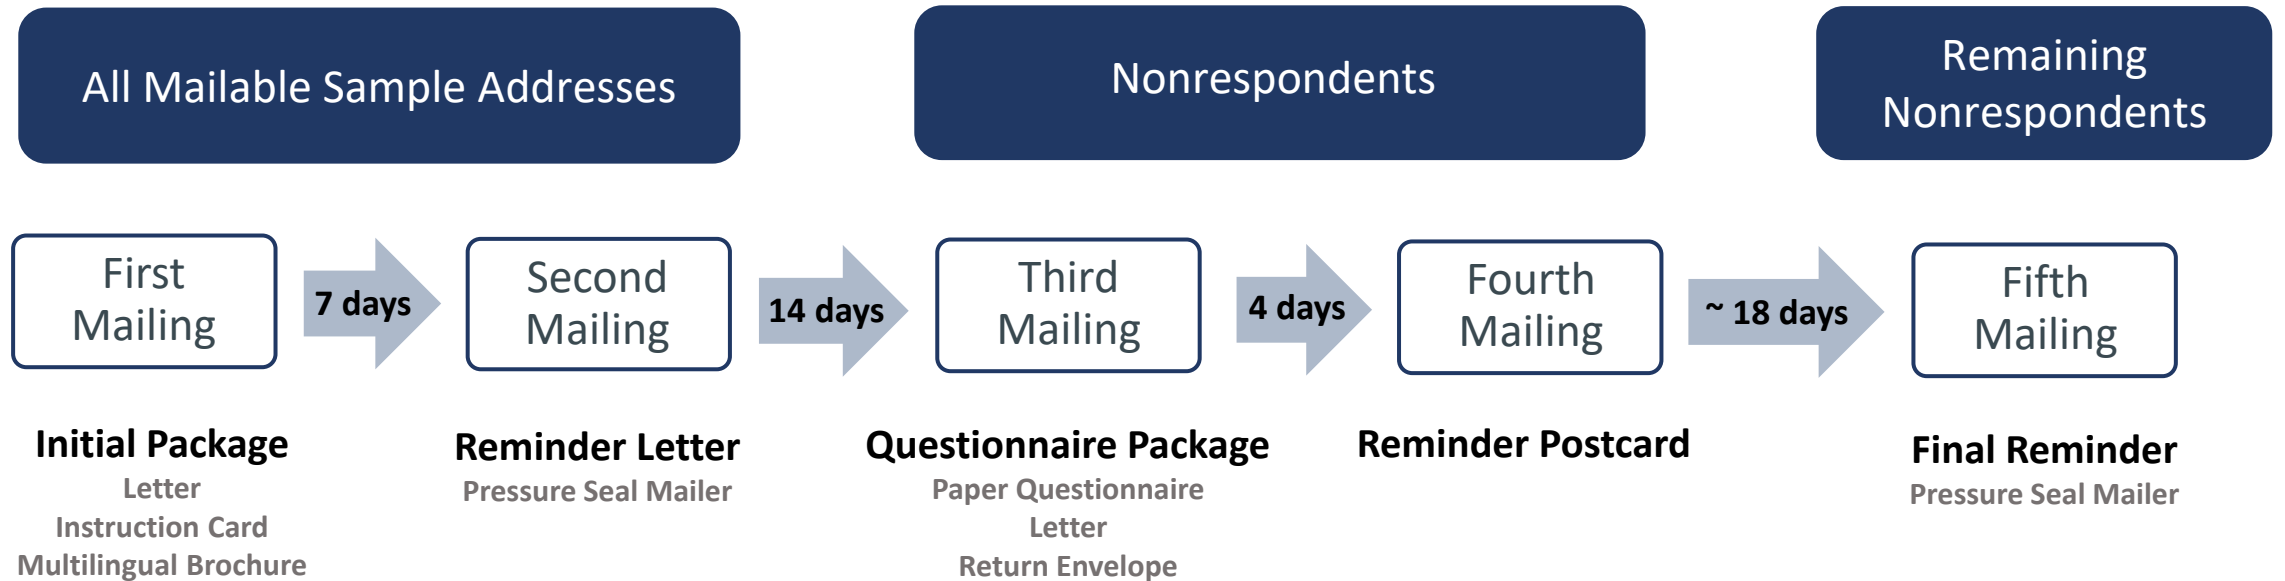 All Mailable Sample Addresses
Nonrespondents
Remaining
Nonrespondents
First
Mailing
7 days
Second
Mailing
14 days
Third
Mailing
4 days
Fourth
Mailing
~ 18 days
Fifth
Mailing
Initial Package
Letter
Instruction Card
Multilingual Brochure
Reminder Letter
Pressure Seal Mailer
Questionnaire Package
Paper Questionnaire
Letter
Return Envelope
Reminder Postcard
Final Reminder
Pressure Seal Mailer